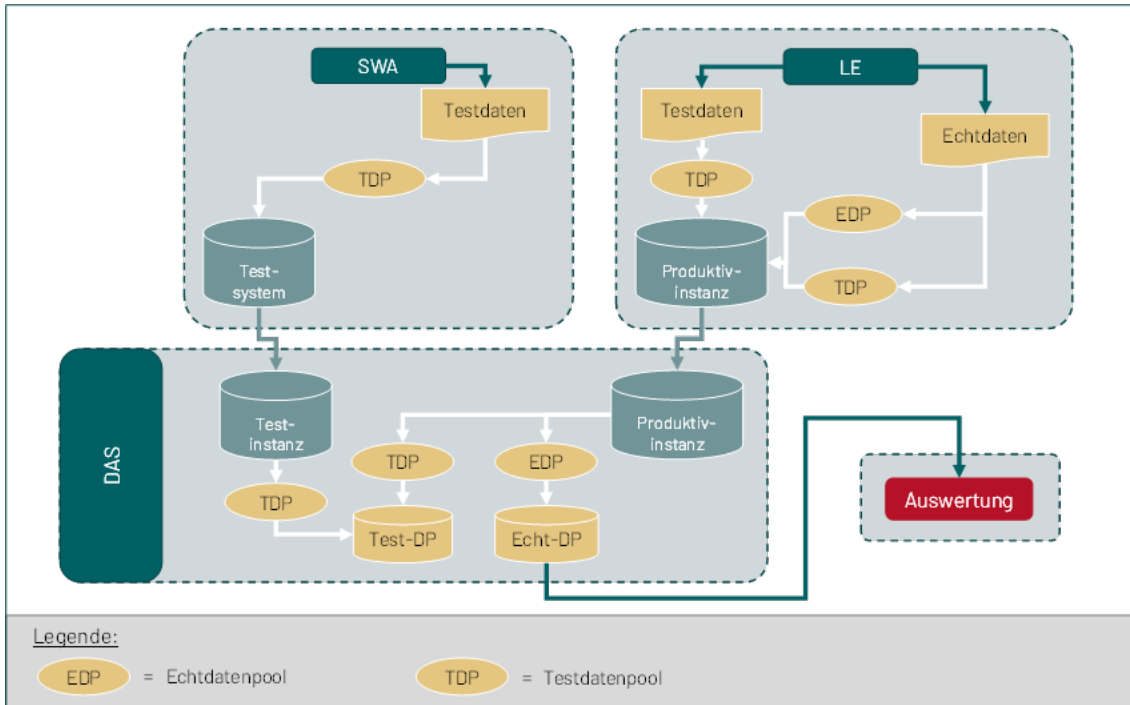 SWA
Testdaten
TDP
Test-
system
LE
Testdaten
Echtdaten
TDP
EDP
Produktiv-
instanz
TDP
DAS
Test-
instanz
TDP
TDP
EDP
Produktiv-
instanz
Test-DP
Echt-DP
Auswertung
Legende:
EDP = Echtdatenpool
TDP = Testdatenpool